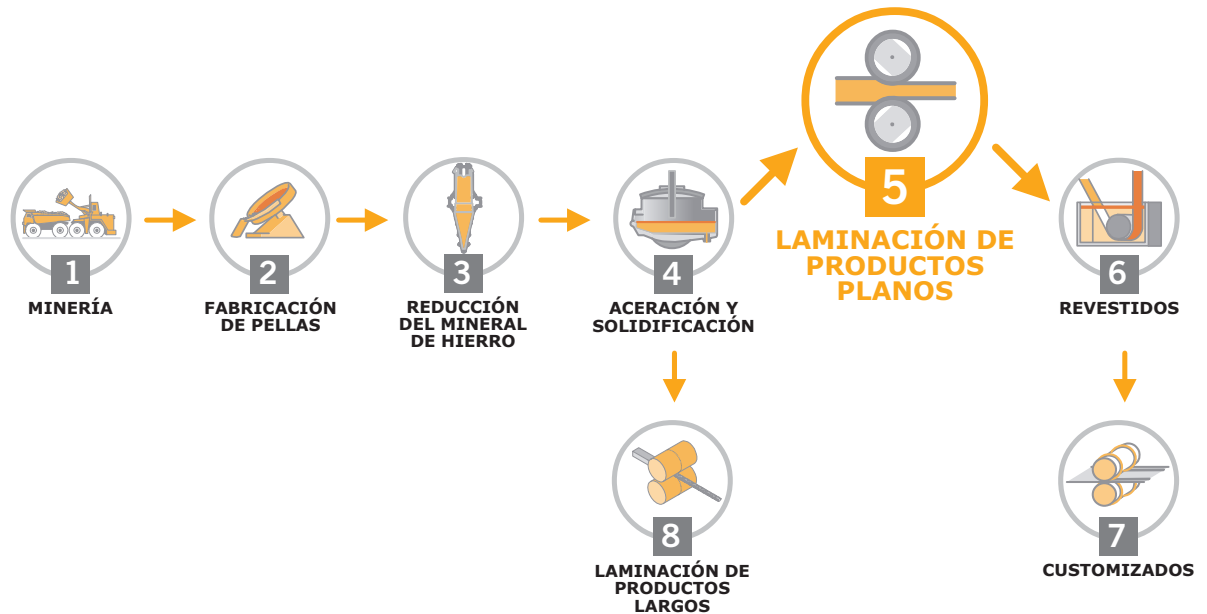 1
MINERÍA
2
FABRICACIÓN
DE PELLAS
3
REDUCCIÓN
DEL MINERAL
DE HIERRO
4
ACERACIÓN Y
SOLIDIFICACIÓN
5
LAMINACIÓN DE
PRODUCTOS
PLANOS
6
REVESTIDOS
7
CUSTOMIZADOS
8
LAMINACIÓN DE
PRODUCTOS
LARGOS